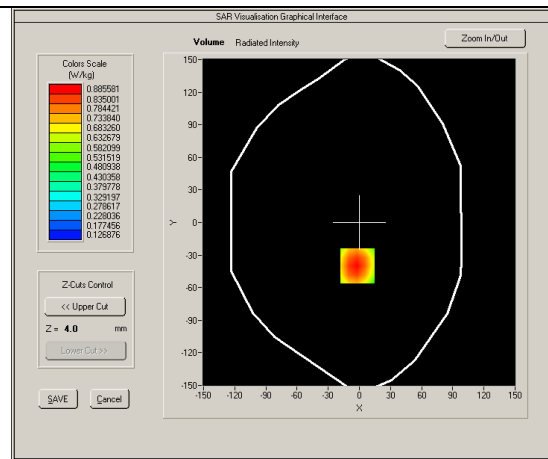 SAR Visualisation Graphical Interface
Volume Radiated Intensity
Zoom In/Out
Colors Scale
(W/kg)
0.885581
0.835001
0.784421
0.733840
0.683260
0.632679
0.582099
0.531519
0.480938
0.430358
0.379778
0.329197
0.278617
0.228036
0.177456
0.126876
Z-Cuts Control
<< Upper Cut
Z = 4.0 mm
Lower Cut >>
SAVE Cancel
150
120
90
60
30
0
-30
-60
-90
-120
-150
Y
-150 -120 -90 -60 -30 0 30 60 90 120 150
X